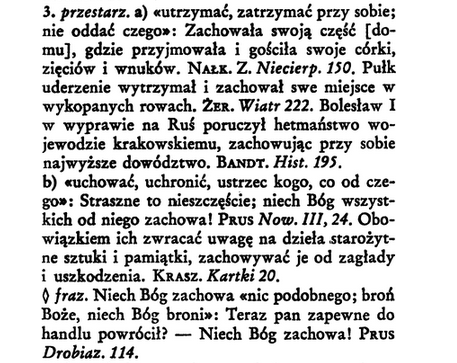 3. przestarz. a) «utrzymać, zatrzymać przy sobie;
nie oddać czego»: Zachowała swoją część [do-
mu], gdzie przyjmowała i gościła swoje córki,
zięciów i wnuków. NAŁK. Z. Niecierp. 150. Pułk
uderzenie wytrzymał i zachował swe miejsce w
wykopanych rowach. ŻER. Wiatr 222. Bolesław I
w wyprawie na Ruś poruczył hetmaństwo wo-
jewodzie krakowskiemu, zachowując przy sobie
najwyższe dowództwo. BANDT. Hist. 195.
b) «uchować, uchronić, ustrzec kogo, co od cze-
go»: Straszne to nieszczęście; niech Bóg wszyst-
kich od niego zachowa! PRUS Now. III, 24. Obo-
wiązkiem ich zwracać uwagę na dzieła starożyt-
ne sztuki i pamiątki, zachowywać je od zagłady
i uszkodzenia. KRASZ. Kartki 20.
◊ fraz. Niech Bóg zachowa «nic podobnego; broń
Boże, niech Bóg broni»: Teraz pan zapewne do
handlu powrócił? — Niech Bóg zachowa! PRUS
Drobiaz. 114.